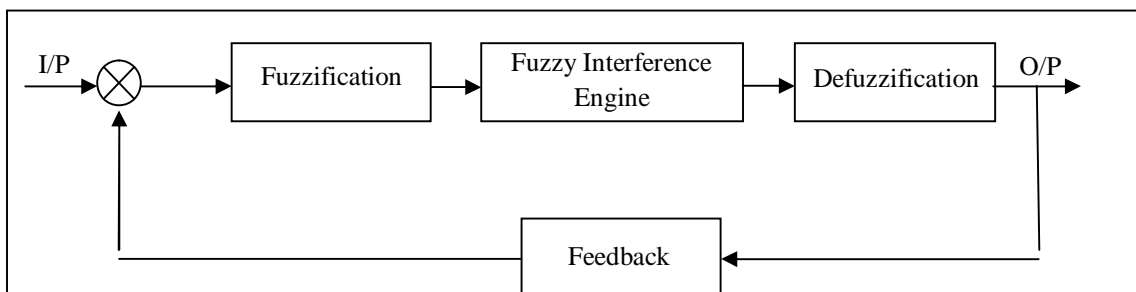 I/P
Fuzzification
Fuzzy Interference
Engine
Defuzzification
O/P
Feedback